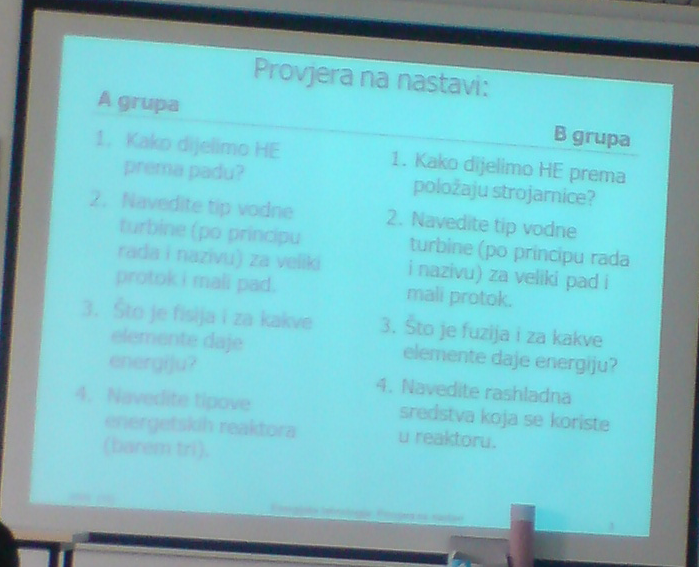 Provjera na nastavi:
A grupa
1. Kako dijelimo HE
prema padu?
2. Navedite tip vodne
turbine (po principu
rada i nazivu) za veliki
protok i mali pad.
3. Što je fisija i za kakve
elemente daje
energiju?
4. Navedite tipove
energetskih reaktora
(barem tri).
B grupa
1. Kako dijelimo HE prema
položaju strojarnice?
2. Navedite tip vodne
turbine (po principu rada
i nazivu) za veliki pad i
mali protok.
3. Što je fuzija i za kakve
elemente daje energiju?
4. Navedite rashladna
sredstva koja se koriste
u reaktoru.